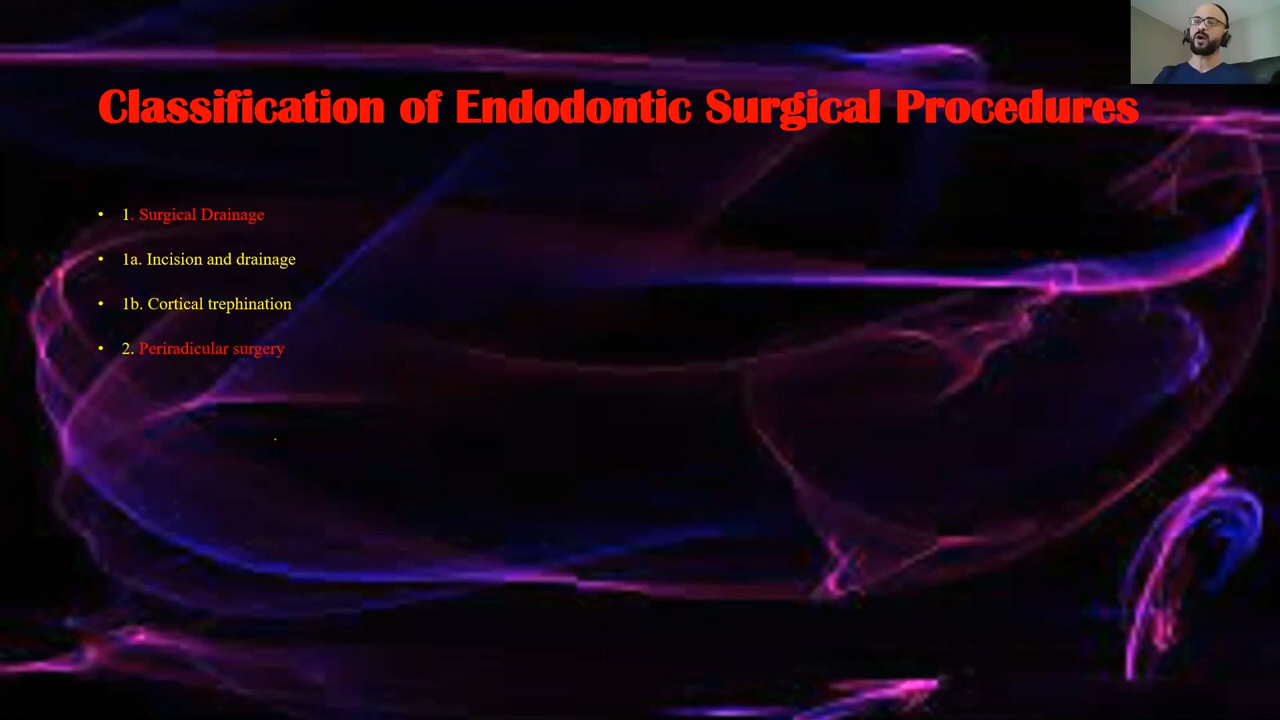 Classification of Endodontic Surgical Procedures
• 1. Surgical Drainage
• 1a. Incision and drainage
• 1b. Cortical trephination
• 2. Periradicular surgery